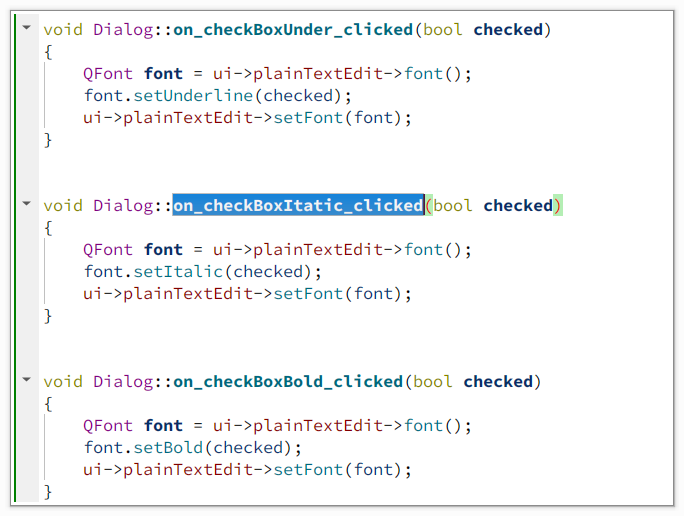 void Dialog::on_checkBoxUnder_clicked(bool checked)
{
    QFont font = ui->plainTextEdit->font();
    font.setUnderline(checked);
    ui->plainTextEdit->setFont(font);
}
void Dialog::on_checkBoxItatic_clicked(bool checked)
{
    QFont font = ui->plainTextEdit->font();
    font.setItalic(checked);
    ui->plainTextEdit->setFont(font);
}
void Dialog::on_checkBoxBold_clicked(bool checked)
{
    QFont font = ui->plainTextEdit->font();
    font.setBold(checked);
    ui->plainTextEdit->setFont(font);
}